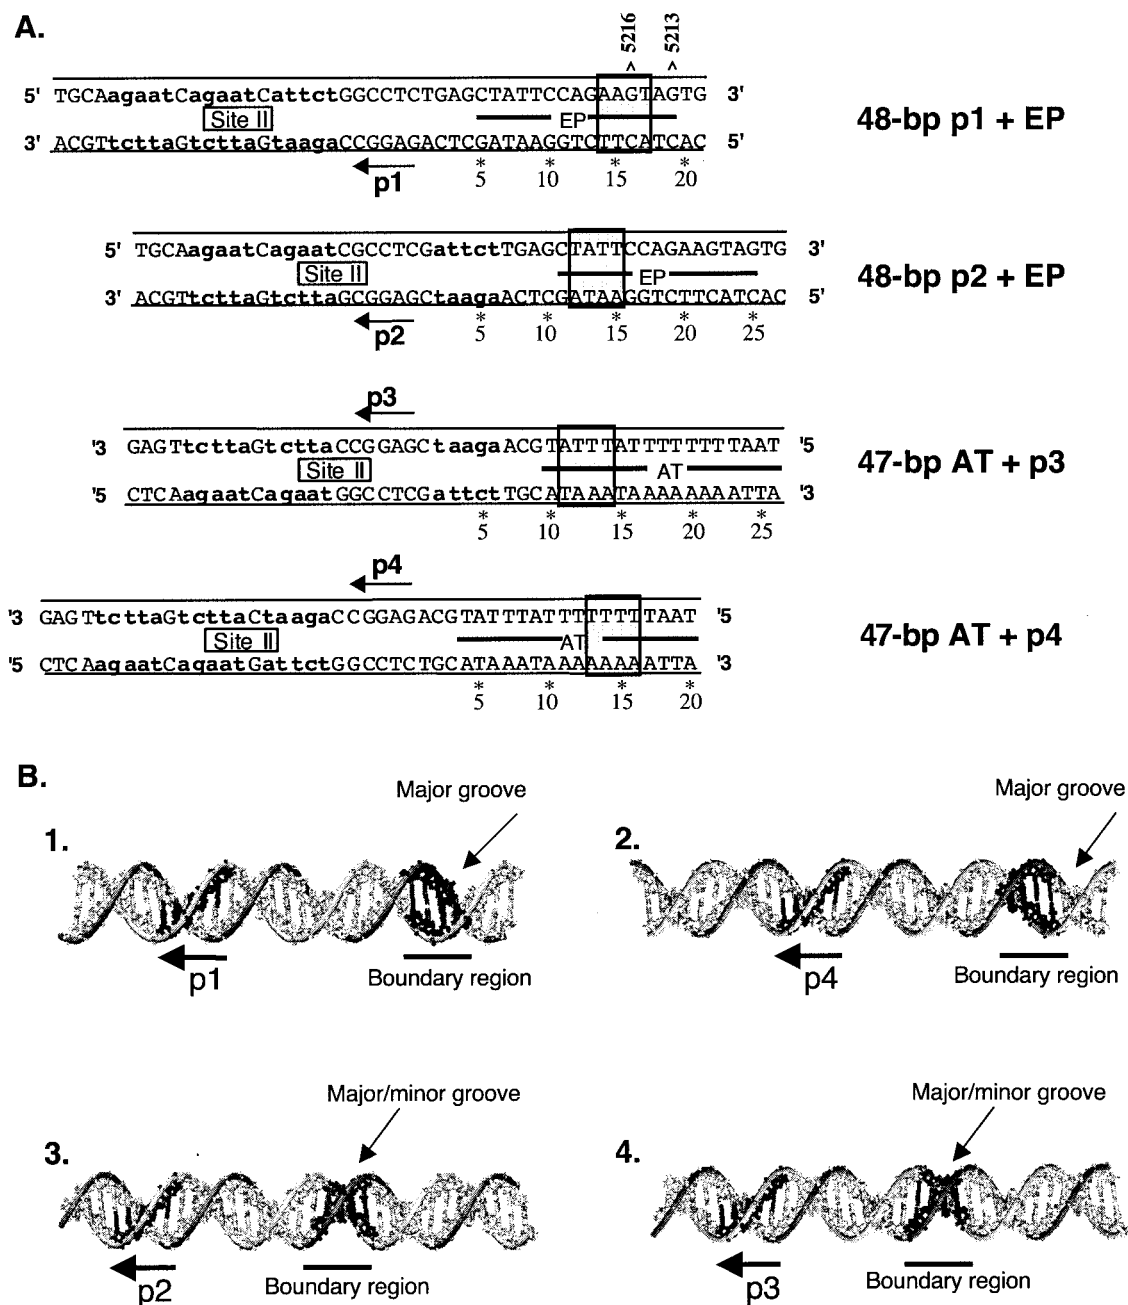 A.
5216 5213
^ ^
5' TGCAagaatCagaatCattctGGCCTCTGAGCTATTCCAGAAGTAGTG 3'
Site II EP
48-bp p1 + EP
3' ACGTtcttaGtcttaGtaagaCCGGAGACTCGATAAGGTCTTCATCAC 5'
p1
* * * *
5 10 15 20
5' TGCAagaatCagaatCGCCTCGattctTGAGCTATTCCAGAAGTAGTG 3'
Site II EP
48-bp p2 + EP
3' ACGTtcttaGtcttaGCGGAGCtaagaACTCGATAAGGTCTTCATCAC 5'
p2
* * * * *
5 10 15 20 25
p3
'3 GAGTtcttaGtcttaCCGGAGCtaagaACGTATTTATTTTTTTTAAT '5
Site II AT
47-bp AT + p3
'5 CTCAagaatCagaatGGCCTCGattctTGCATAAATAAAAAAAATTA '3
* * * * *
5 10 15 20 25
p4
'3 GAGTtcttaGtcttaCtaagaCCGGAGACGTATTTATTTTTTTTAAT '5
Site II AT
47-bp AT + p4
'5 CTCAagaatCagaatGattctGGCCTCTGCATAAATAAAAAAAATTA '3
* * * *
5 10 15 20
B.
Major groove
1.
p1
Boundary region
Major groove
2.
p4
Boundary region
Major/minor groove
3.
p2
Boundary region
Major/minor groove
4.
p3
Boundary region